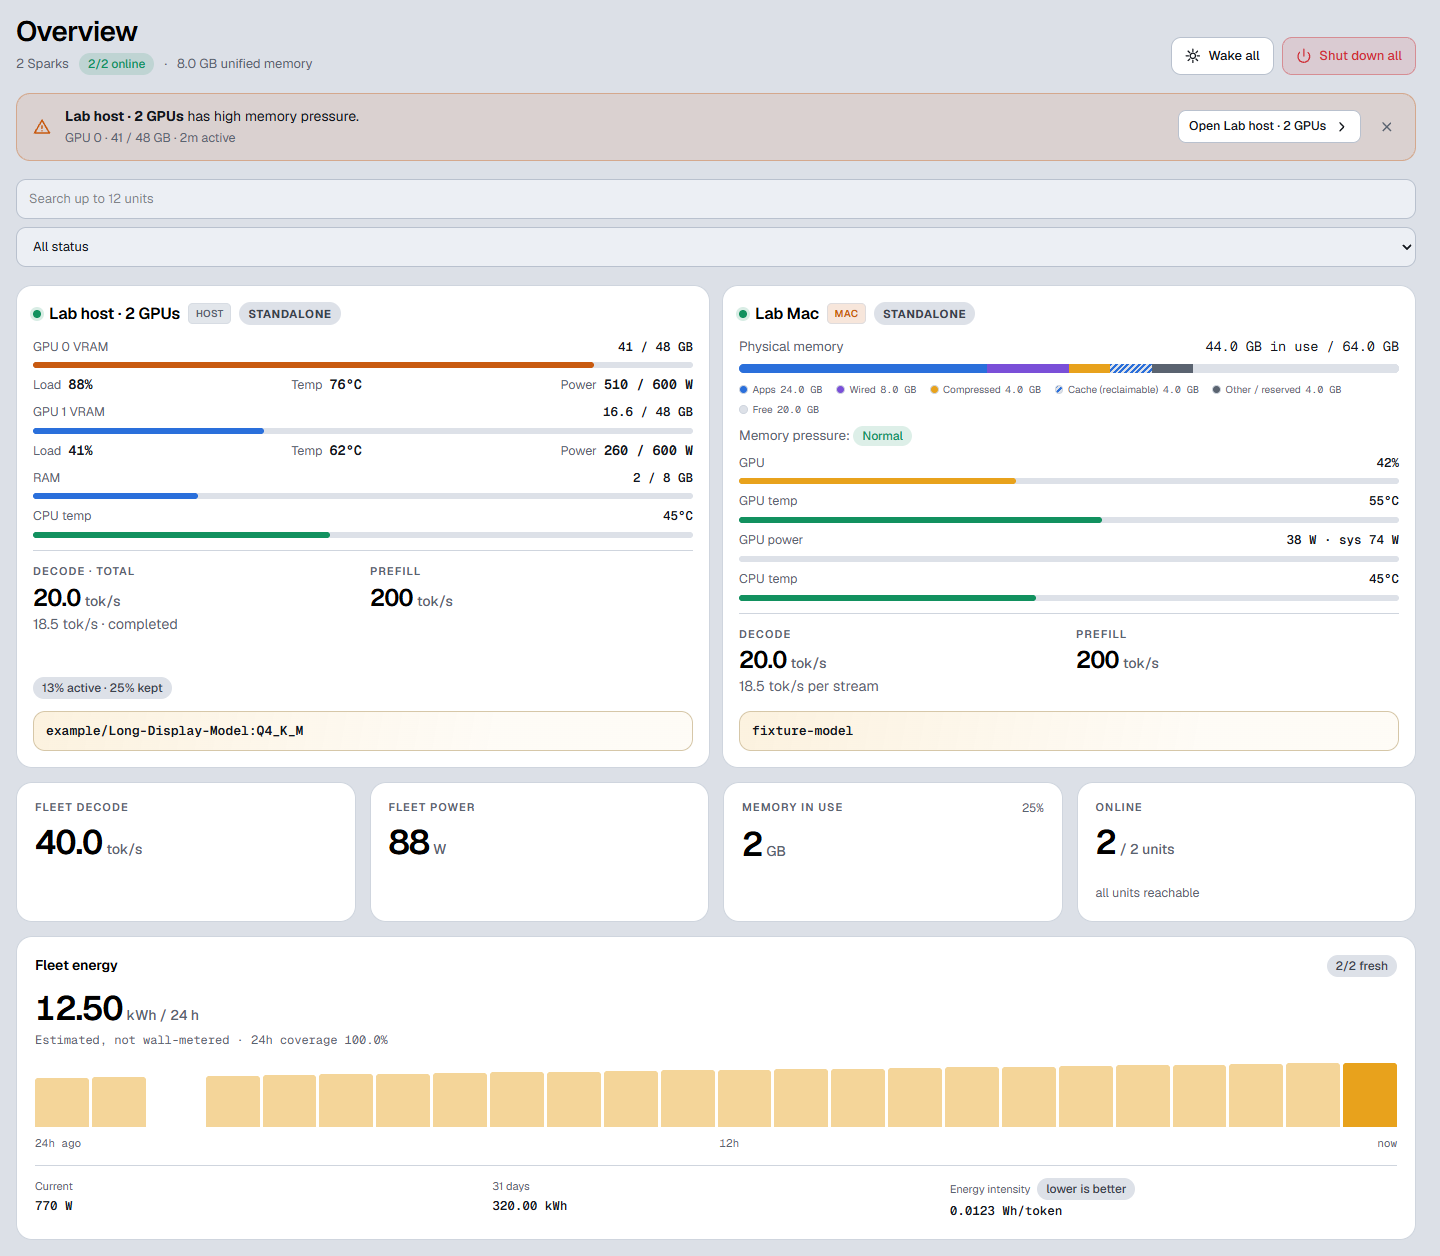 Overview
2 Sparks 2/2 online · 8.0 GB unified memory
Wake all
Shut down all
Lab host · 2 GPUs has high memory pressure.
GPU 0 · 41 / 48 GB · 2m active
Open Lab host · 2 GPUs
Search up to 12 units
All status
Lab host · 2 GPUs HOST STANDALONE
GPU 0 VRAM 41 / 48 GB
Load 88% Temp 76°C Power 510 / 600 W
GPU 1 VRAM 16.6 / 48 GB
Load 41% Temp 62°C Power 260 / 600 W
RAM 2 / 8 GB
CPU temp 45°C
DECODE · TOTAL PREFILL
20.0 tok/s 200 tok/s
18.5 tok/s · completed
13% active · 25% kept
example/Long-Display-Model:Q4_K_M
Lab Mac MAC STANDALONE
Physical memory 44.0 GB in use / 64.0 GB
Apps 24.0 GB Wired 8.0 GB Compressed 4.0 GB Cache (reclaimable) 4.0 GB Other / reserved 4.0 GB
Free 20.0 GB
Memory pressure: Normal
GPU 42%
GPU temp 55°C
GPU power 38 W · sys 74 W
CPU temp 45°C
DECODE PREFILL
20.0 tok/s 200 tok/s
18.5 tok/s per stream
fixture-model
FLEET DECODE
40.0 tok/s
FLEET POWER
88 W
MEMORY IN USE 25%
2 GB
ONLINE
2 / 2 units
all units reachable
Fleet energy 2/2 fresh
12.50 kWh / 24 h
Estimated, not wall-metered · 24h coverage 100.0%
24h ago 12h now
Current
770 W
31 days
320.00 kWh
Energy intensity lower is better
0.0123 Wh/token